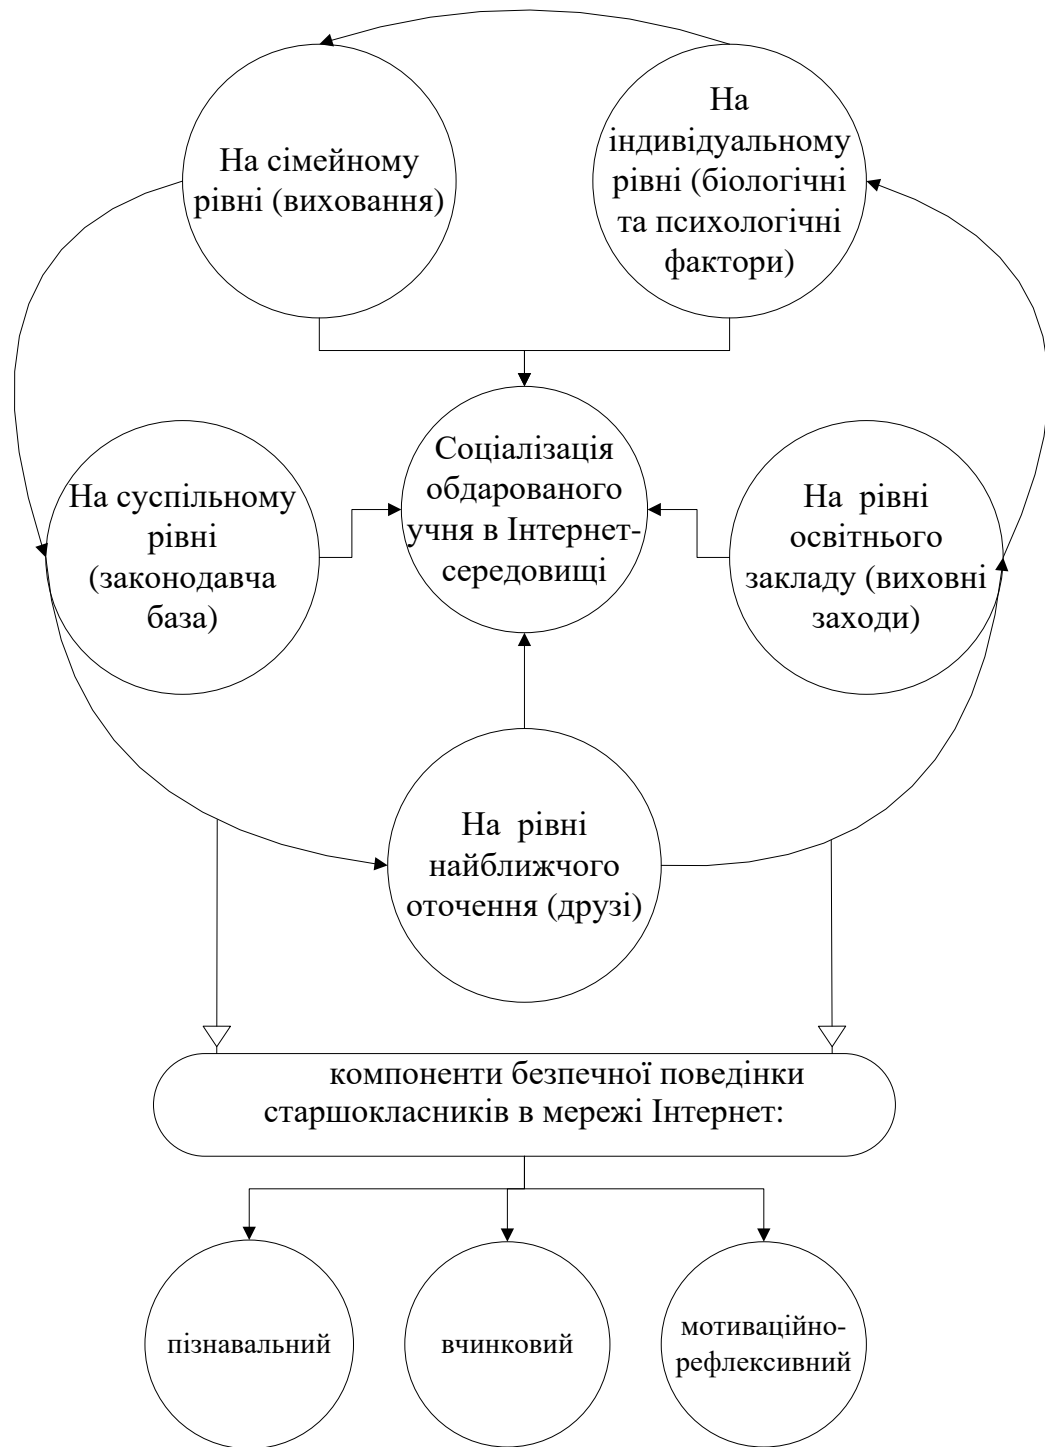 На сімейному
рівні (виховання)
На
індивідуальному
рівні (біологічні
та психологічні
фактори)
Соціалізація
обдарованого
учня в Інтернет-
середовищі
На суспільному
рівні
(законодавча
база)
На рівні
освітнього
закладу (виховні
заходи)
На рівні
найближчого
оточення (друзі)
компоненти безпечної поведінки
старшокласників в мережі Інтернет:
пізнавальний
вчинковий
мотиваційно-
рефлексивний